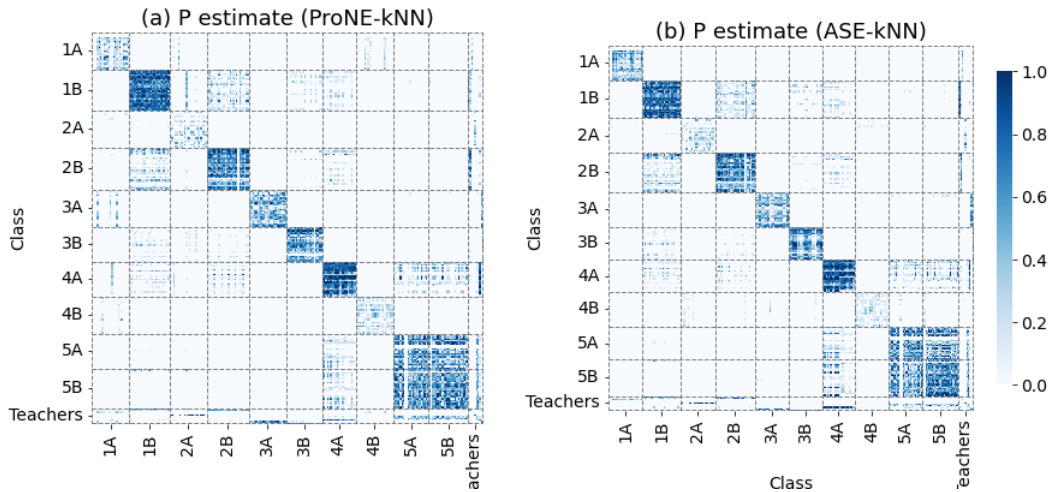 (a) P estimate (ProNE-kNN)
1A
1B
2A
2B
3A
3B
4A
4B
5A
5B
Teachers
Class
1A
1B
2A
2B
3A
3B
4A
4B
5A
5B
eachers
(b) P estimate (ASE-kNN)
1A
1B
2A
2B
3A
3B
4A
4B
5A
5B
Teachers
Class
1A
1B
2A
2B
3A
3B
4A
4B
5A
5B
Teachers
Class
1.0
0.8
0.6
0.4
0.2
0.0